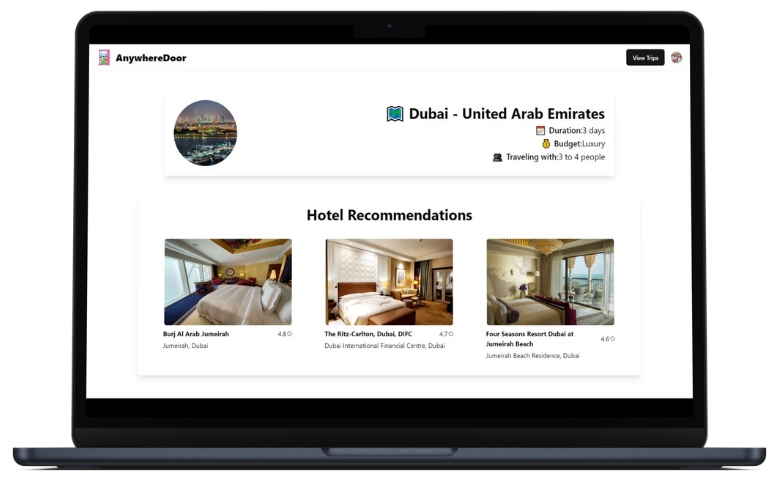 AnywhereDoor
View Trips
Dubai - United Arab Emirates
Duration:3 days
Budget:Luxury
Traveling with:3 to 4 people
Hotel Recommendations
Burj Al Arab Jumeirah 4.8☆
Jumeirah, Dubai
The Ritz-Carlton, Dubai, DIFC 4.7☆
Dubai International Financial Centre, Dubai
Four Seasons Resort Dubai at
Jumeirah Beach 4.6☆
Jumeirah Beach Residence, Dubai